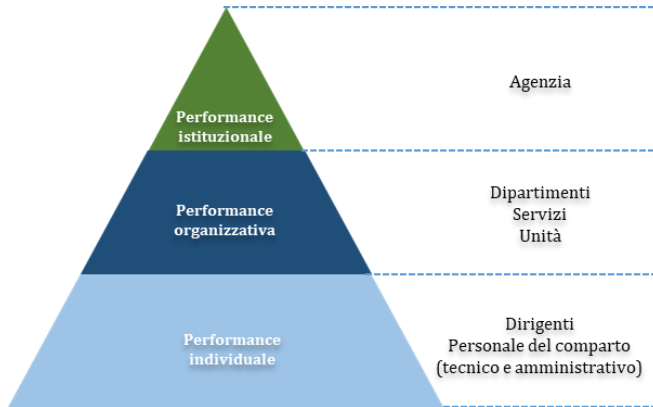 Agenzia
Performance
istituzionale
Dipartimenti
Servizi
Unità
Performance
organizzativa
Dirigenti
Personale del comparto
(tecnico e amministrativo)
Performance
individuale